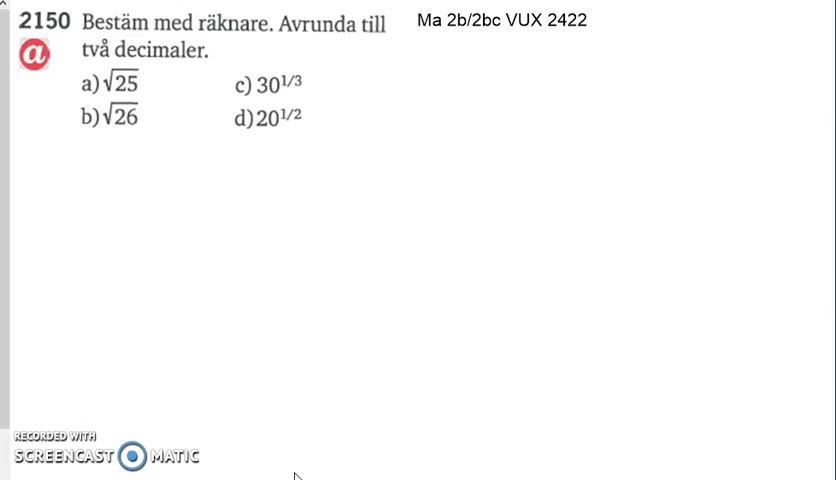 2150 Bestäm med räknare. Avrunda till
två decimaler.
a) √25
c) 30^1/3
b) √26
d) 20^1/2
Ma 2b/2bc VUX 2422
a
RECORDED WITH
SCREENCAST MATIC